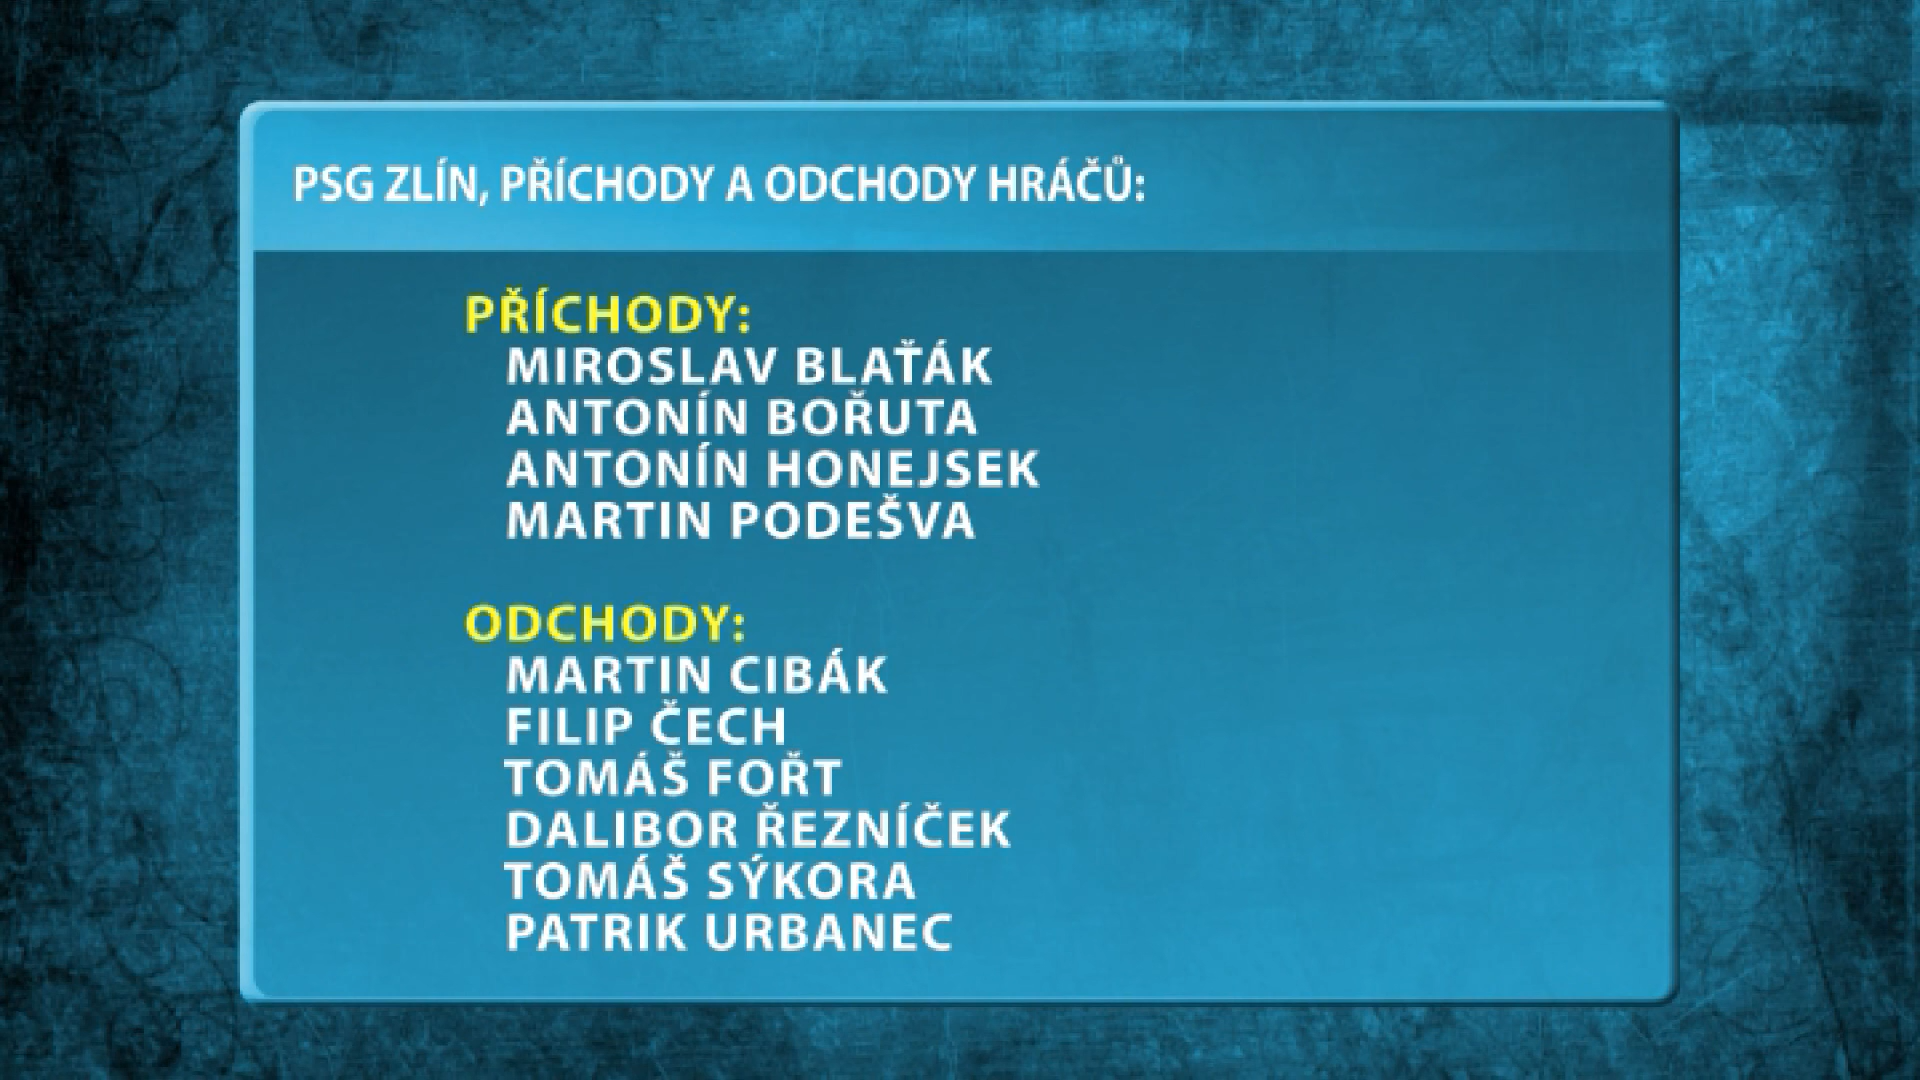 PSG ZLÍN, PŘÍCHODY A ODCHODY HRÁČŮ:
PŘÍCHODY:
MIROSLAV BLAŤÁK
ANTONÍN BOŘUTA
ANTONÍN HONEJSEK
MARTIN PODEŠVA
ODCHODY:
MARTIN CIBÁK
FILIP ČECH
TOMÁŠ FOŘT
DALIBOR ŘEZNÍČEK
TOMÁŠ SÝKORA
PATRIK URBANEC